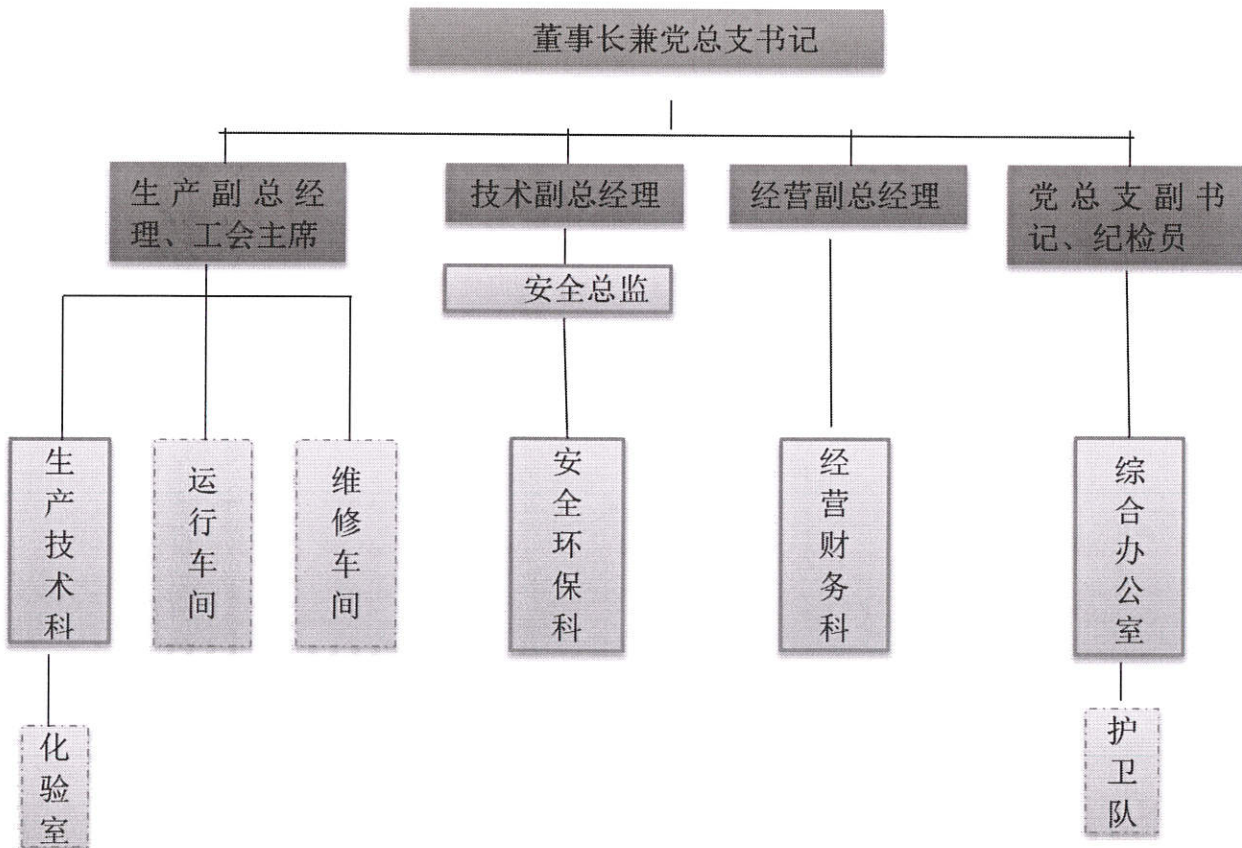 董事长兼党总支书记
生产副总经
理、工会主席
技术副总经理
经营副总经理
党总支副书
记、纪检员
安全总监
生产技术科
运行车间
维修车间
安全环保科
经营财务科
综合办公室
化验室
护卫队